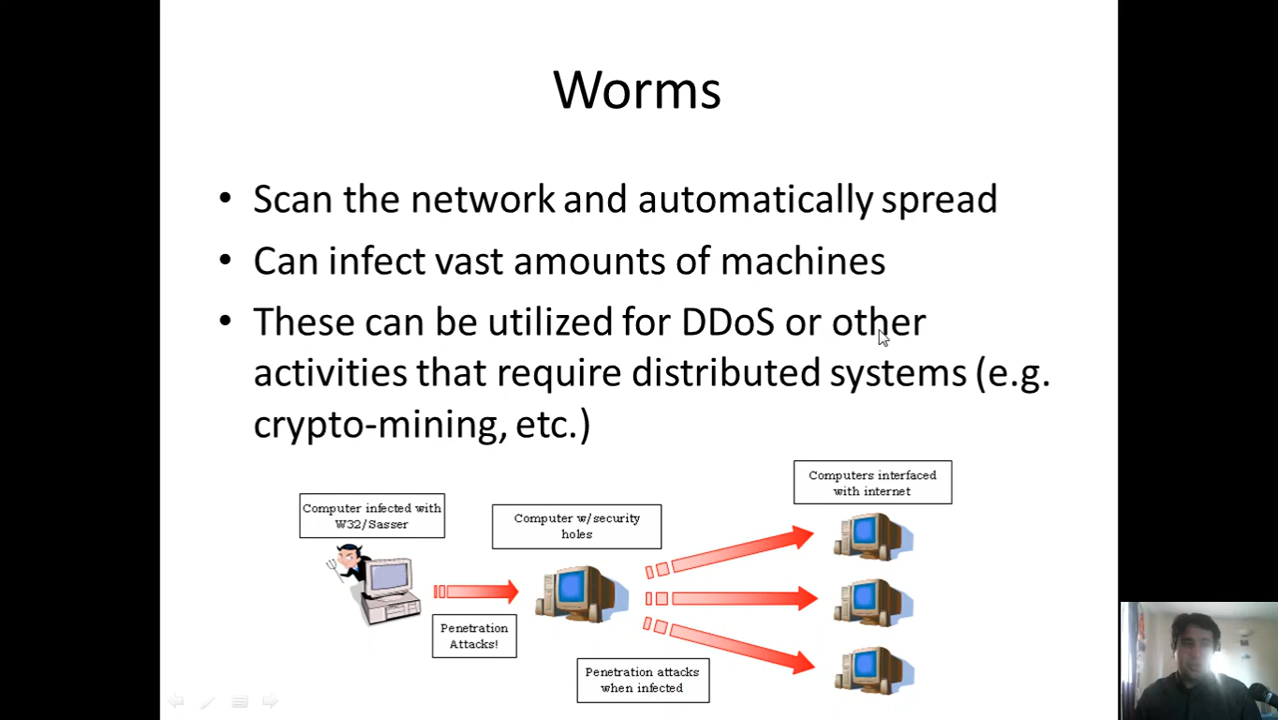 Worms
• Scan the network and automatically spread
• Can infect vast amounts of machines
• These can be utilized for DDoS or other
activities that require distributed systems (e.g.
crypto-mining, etc.)
Computer infected with
W32/Sasser
Penetration
Attacks!
Computer w/security
holes
Penetration attacks
when infected
Computers interfaced
with internet